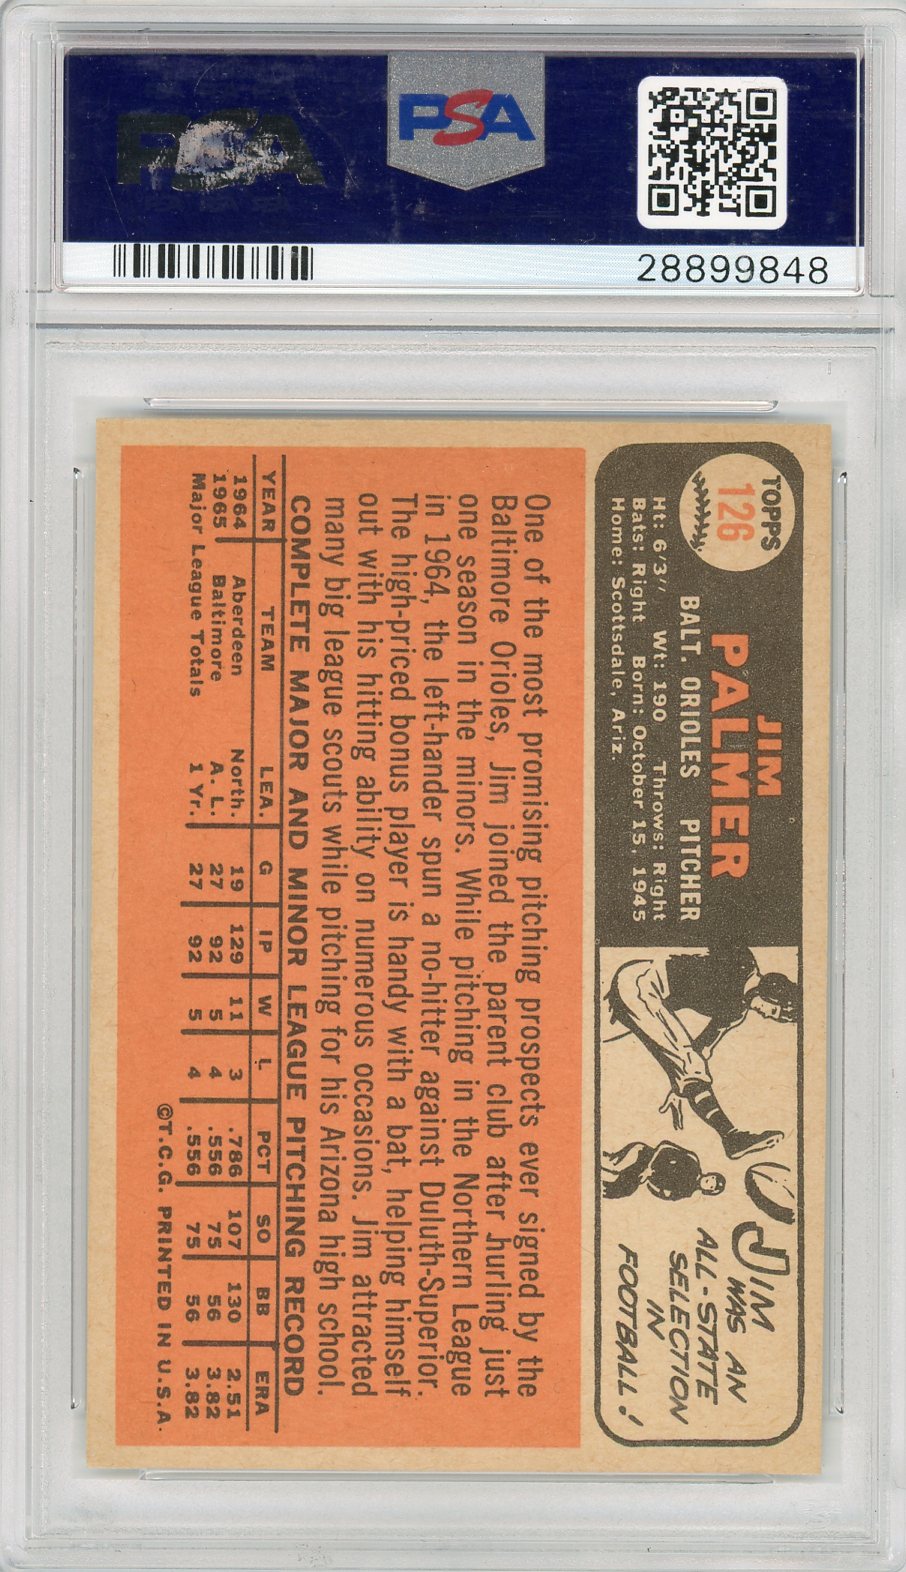 PSA
PSA
28899848
TOPPS
126
JIM
PALMER
BALT. ORIOLES PITCHER
Ht: 6'3" Wt: 190 Throws: Right
Bats: Right Born: October 15, 1945
Home: Scottsdale, Ariz.
JIM
WAS AN
ALL-STATE
SELECTION
IN
FOOTBALL!
One of the most promising pitching prospects ever signed by the
Baltimore Orioles, Jim joined the parent club after hurling just
one season in the minors. While pitching in the Northern League
in 1964, the left-hander spun a no-hitter against Duluth-Superior.
The high-priced bonus player is handy with a bat, helping himself
out with his hitting ability on numerous occasions. Jim attracted
many big league scouts while pitching for his Arizona high school.
COMPLETE MAJOR AND MINOR LEAGUE PITCHING RECORD
YEAR TEAM LEA. G IP W L PCT SO BB ERA
1964 Aberdeen North. 19 129 11 3 .786 107 130 2.51
1965 Baltimore A. L. 27 92 5 4 .556 75 56 3.82
Major League Totals 1 Yr. 27 92 5 4 .556 75 56 3.82
©T.C.G. PRINTED IN U.S.A.